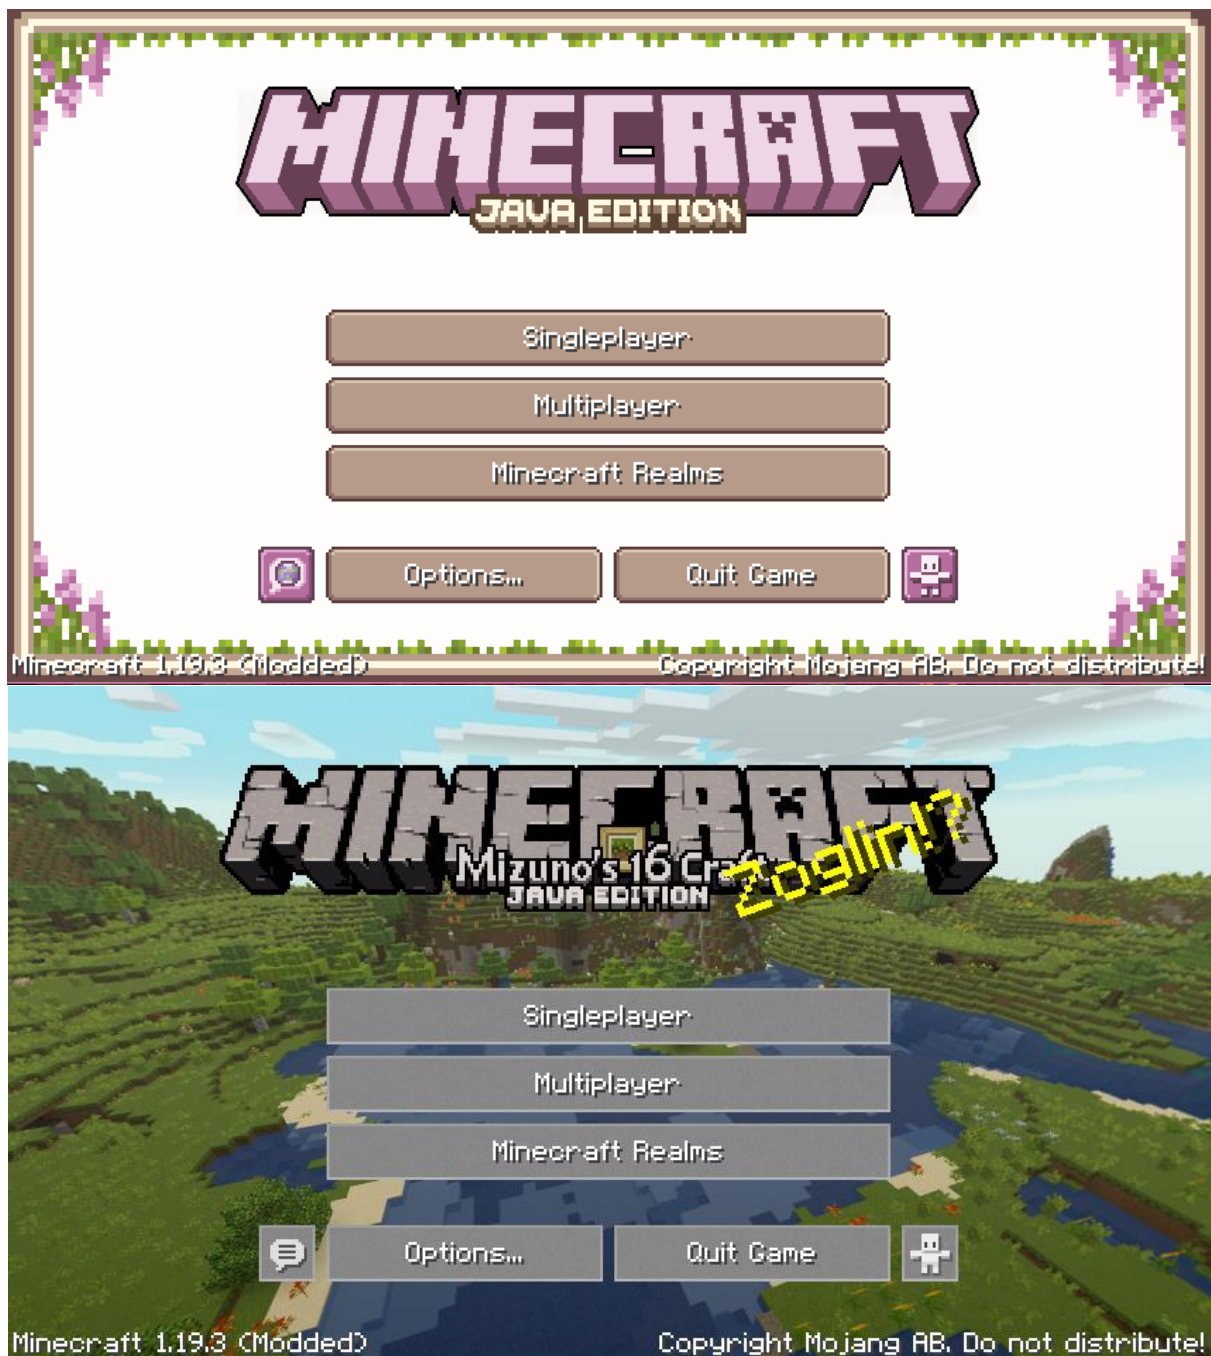 MINECRAFT
JAVA EDITION
Singleplayer
Multiplayer
Minecraft Realms
Options... Quit Game
Minecraft 1.19.3 (Modded) Copyright Mojang AB. Do not distribute!
MINECRAFT
Mizuno's 16 Craft
Zoglin!?
JAVA EDITION
Singleplayer
Multiplayer
Minecraft Realms
Options... Quit Game
Minecraft 1.19.3 (Modded) Copyright Mojang AB. Do not distribute!